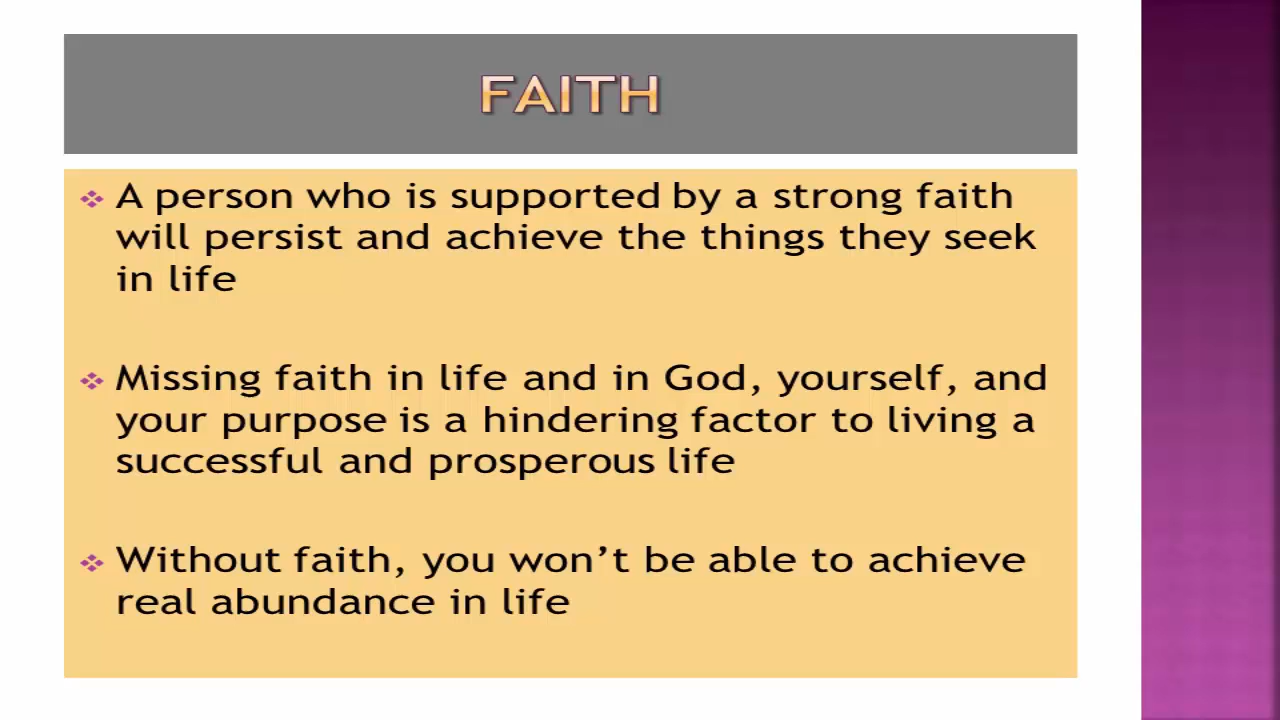 FAITH
A person who is supported by a strong faith
will persist and achieve the things they seek
in life
Missing faith in life and in God, yourself, and
your purpose is a hindering factor to living a
successful and prosperous life
Without faith, you won’t be able to achieve
real abundance in life